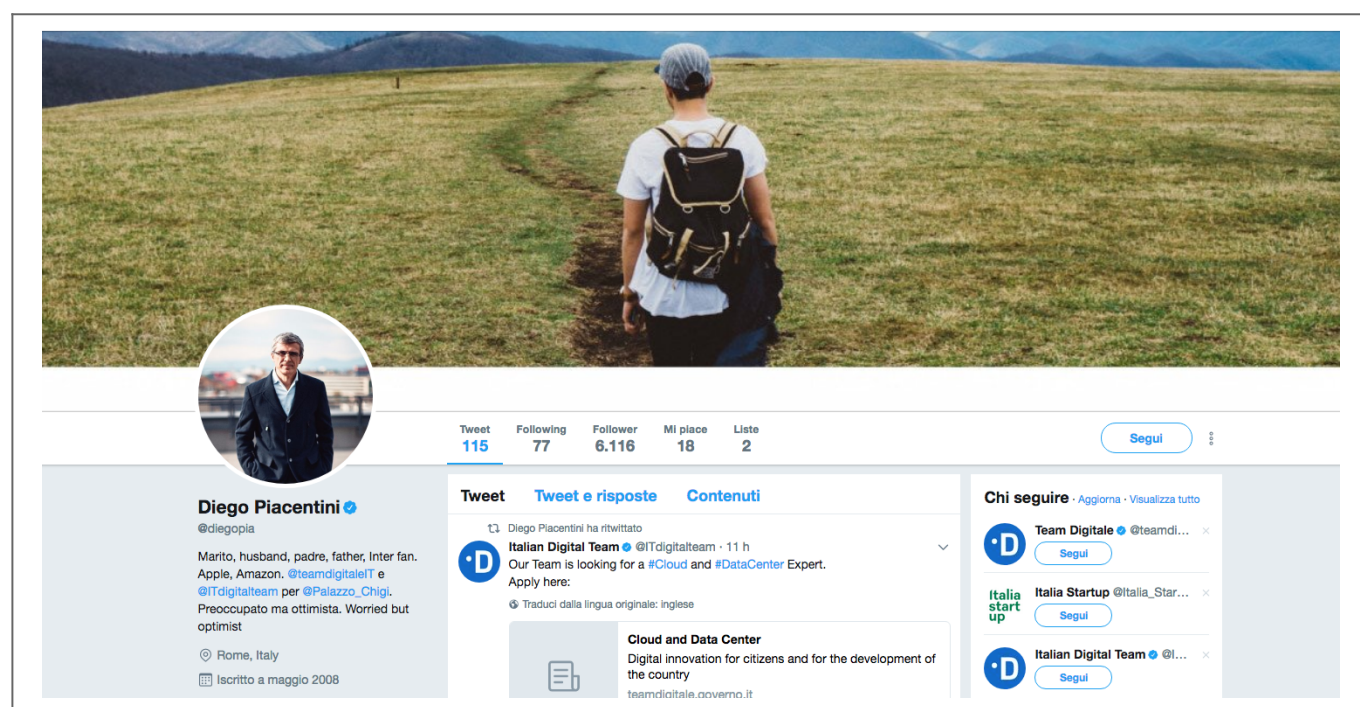 Tweet
115
Following
77
Follower
6.116
Mi piace
18
Liste
2
Segui
Diego Piacentini
@diegopia
Marito, husband, padre, father, Inter fan.
Apple, Amazon. @teamdigitaleIT e
@ITdigitalteam per @Palazzo_Chigi.
Preoccupato ma ottimista. Worried but
optimist
Rome, Italy
Iscritto a maggio 2008
Tweet Tweet e risposte Contenuti
Diego Piacentini ha ritwittato
Italian Digital Team @ITdigitalteam · 11 h
Our Team is looking for a #Cloud and #DataCenter Expert.
Apply here:
Traduci dalla lingua originale: inglese
Cloud and Data Center
Digital innovation for citizens and for the development of
the country
teamdigitale.governo.it
Chi seguire · Aggiorna · Visualizza tutto
Team Digitale @teamdi...
Segui
Italia Startup @Italia_Star...
Segui
Italian Digital Team @I...
Segui
D
D
Italia
start
up
D